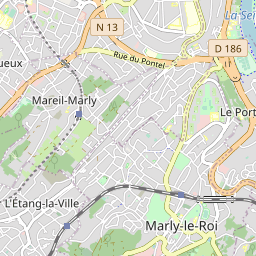 La Sei
N 13
D 186
Rue du Pontel
ueux
Mareil-Marly
Le Port
r L'Étang-la-Ville
Marly-le-Roi